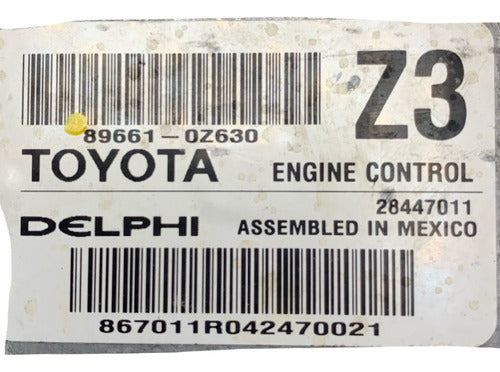 Z3
89661-0Z630
TOYOTA ENGINE CONTROL
28447011
DELPHI ASSEMBLED IN MEXICO
867011R042470021